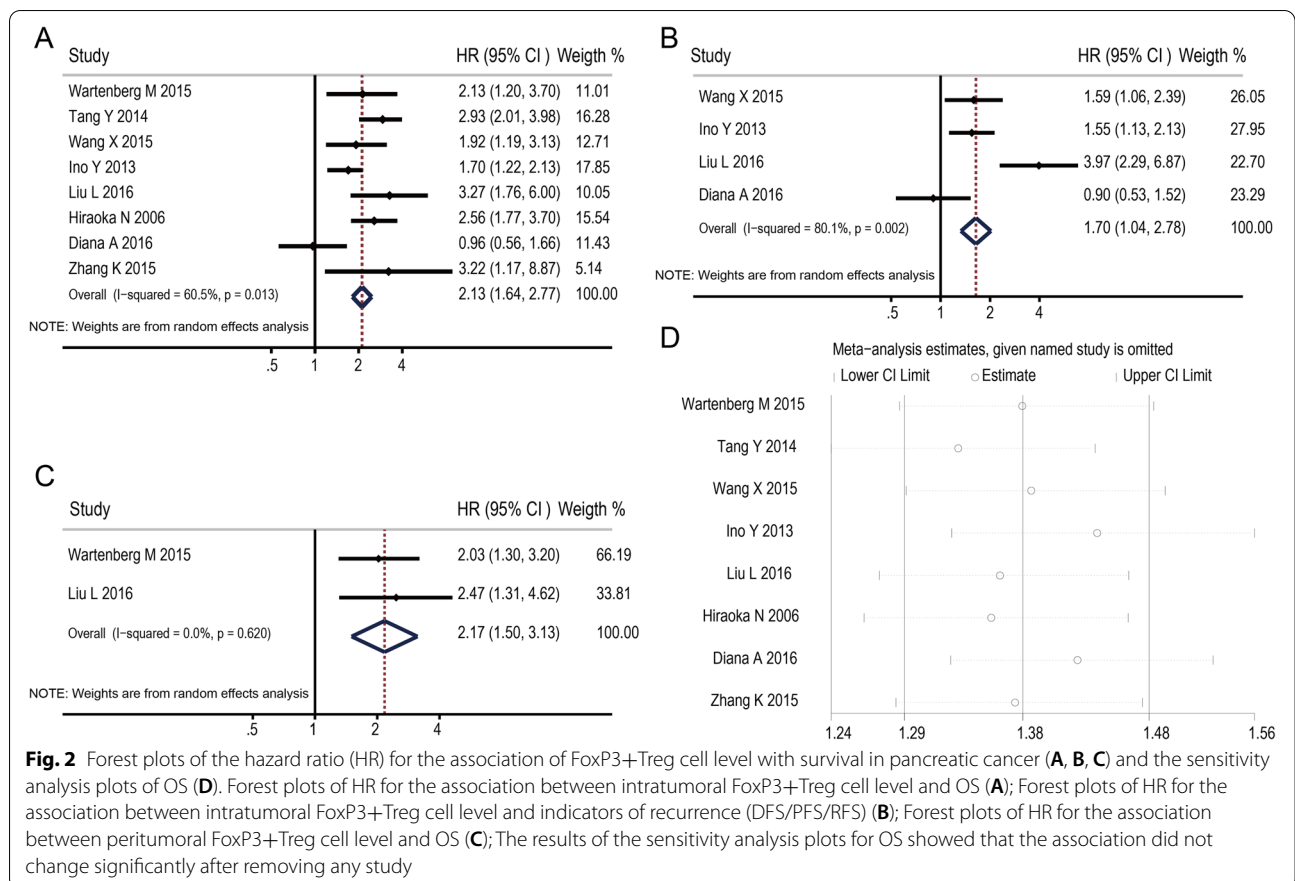 A
Study HR (95% CI ) Weigth %
Wartenberg M 2015 2.13 (1.20, 3.70) 11.01
Tang Y 2014 2.93 (2.01, 3.98) 16.28
Wang X 2015 1.92 (1.19, 3.13) 12.71
Ino Y 2013 1.70 (1.22, 2.13) 17.85
Liu L 2016 3.27 (1.76, 6.00) 10.05
Hiraoka N 2006 2.56 (1.77, 3.70) 15.54
Diana A 2016 0.96 (0.56, 1.66) 11.43
Zhang K 2015 3.22 (1.17, 8.87) 5.14
Overall (I−squared = 60.5%, p = 0.013) 2.13 (1.64, 2.77) 100.00
NOTE: Weights are from random effects analysis
.5 1 2 4
B
Study HR (95% CI ) Weigth %
Wang X 2015 1.59 (1.06, 2.39) 26.05
Ino Y 2013 1.55 (1.13, 2.13) 27.95
Liu L 2016 3.97 (2.29, 6.87) 22.70
Diana A 2016 0.90 (0.53, 1.52) 23.29
Overall (I−squared = 80.1%, p = 0.002) 1.70 (1.04, 2.78) 100.00
NOTE: Weights are from random effects analysis
.5 1 2 4
C
Study HR (95% CI) Weigth %
Wartenberg M 2015 2.03 (1.30, 3.20) 66.19
Liu L 2016 2.47 (1.31, 4.62) 33.81
Overall (I−squared = 0.0%, p = 0.620) 2.17 (1.50, 3.13) 100.00
NOTE: Weights are from random effects analysis
.5 1 2 4
D
Meta−analysis estimates, given named study is omitted
Lower CI Limit Estimate Upper CI Limit
Wartenberg M 2015
Tang Y 2014
Wang X 2015
Ino Y 2013
Liu L 2016
Hiraoka N 2006
Diana A 2016
Zhang K 2015
1.24 1.29 1.38 1.48 1.56
Fig. 2 Forest plots of the hazard ratio (HR) for the association of FoxP3+Treg cell level with survival in pancreatic cancer (A, B, C) and the sensitivity
analysis plots of OS (D). Forest plots of HR for the association between intratumoral FoxP3+Treg cell level and OS (A); Forest plots of HR for the
association between intratumoral FoxP3+Treg cell level and indicators of recurrence (DFS/PFS/RFS) (B); Forest plots of HR for the association
between peritumoral FoxP3+Treg cell level and OS (C); The results of the sensitivity analysis plots for OS showed that the association did not
change significantly after removing any study